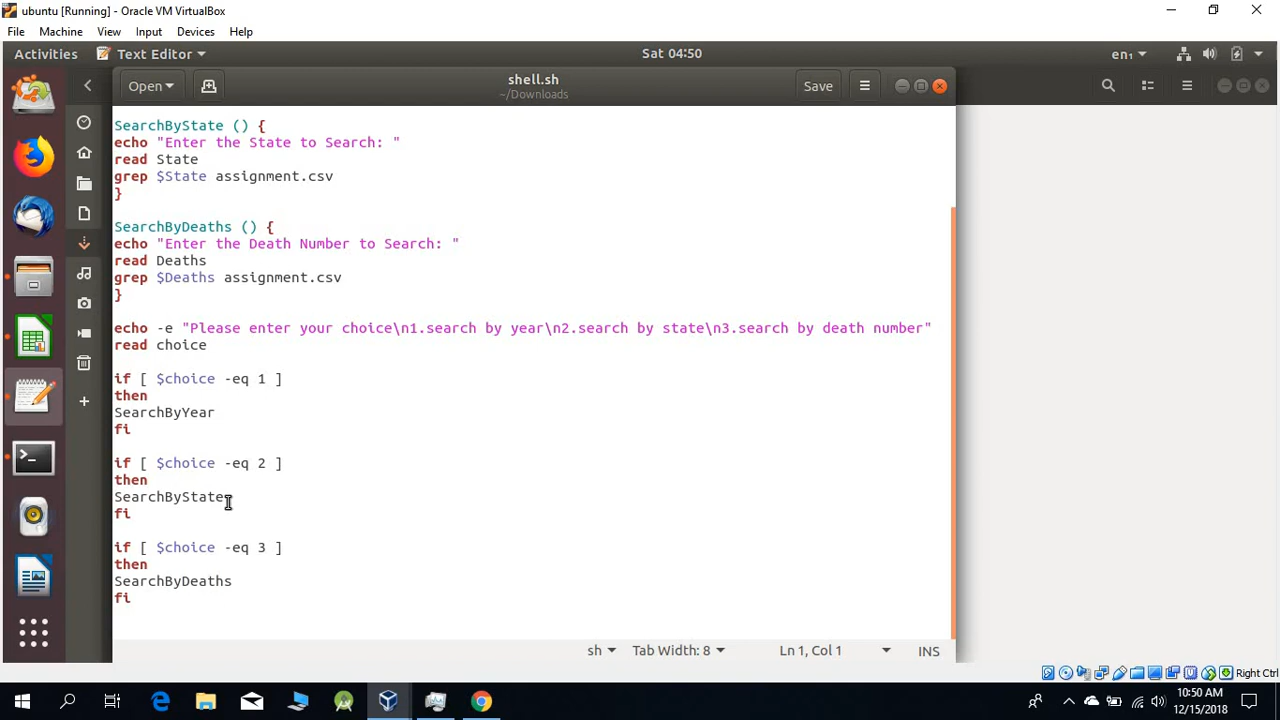 ubuntu [Running] - Oracle VM VirtualBox
File Machine View Input Devices Help
Activities Text Editor Sat 04:50 en₁
Open shell.sh Save
~/Downloads
SearchByState () {
echo "Enter the State to Search: "
read State
grep $State assignment.csv
}
SearchByDeaths () {
echo "Enter the Death Number to Search: "
read Deaths
grep $Deaths assignment.csv
}
echo -e "Please enter your choice\n1.search by year\n2.search by state\n3.search by death number"
read choice
if [ $choice -eq 1 ]
then
SearchByYear
fi
if [ $choice -eq 2 ]
then
SearchByState
fi
if [ $choice -eq 3 ]
then
SearchByDeaths
fi
sh Tab Width: 8 Ln 1, Col 1 INS
Right Ctrl
10:50 AM
12/15/2018